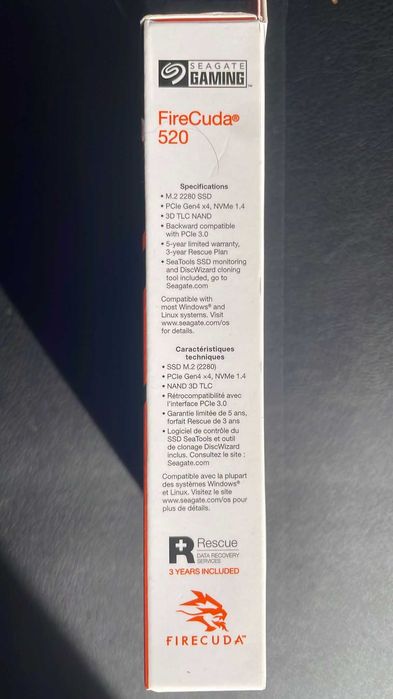 SEAGATE
GAMING™
FireCuda®
520
Specifications
• M.2 2280 SSD
• PCIe Gen4 x4, NVMe 1.4
• 3D TLC NAND
• Backward compatible
with PCIe 3.0
• 5-year limited warranty,
3-year Rescue Plan
• SeaTools SSD monitoring
and DiscWizard cloning
tool included, go to
Seagate.com
Compatible with
most Windows® and
Linux systems. Visit
www.seagate.com/os
for details.
Caractéristiques
techniques
• SSD M.2 (2280)
• PCIe Gen4 ×4, NVMe 1.4
• NAND 3D TLC
• Rétrocompatibilité avec
l'interface PCIe 3.0
• Garantie limitée de 5 ans,
forfait Rescue de 3 ans
• Logiciel de contrôle du
SSD SeaTools et outil
de clonage DiscWizard
inclus. Consultez le site :
Seagate.com
Compatible avec la plupart
des systèmes Windows®
et Linux. Visitez le site
www.seagate.com/os pour
plus de détails.
Rescue
DATA RECOVERY
SERVICES
3 YEARS INCLUDED
FIRECUDA™